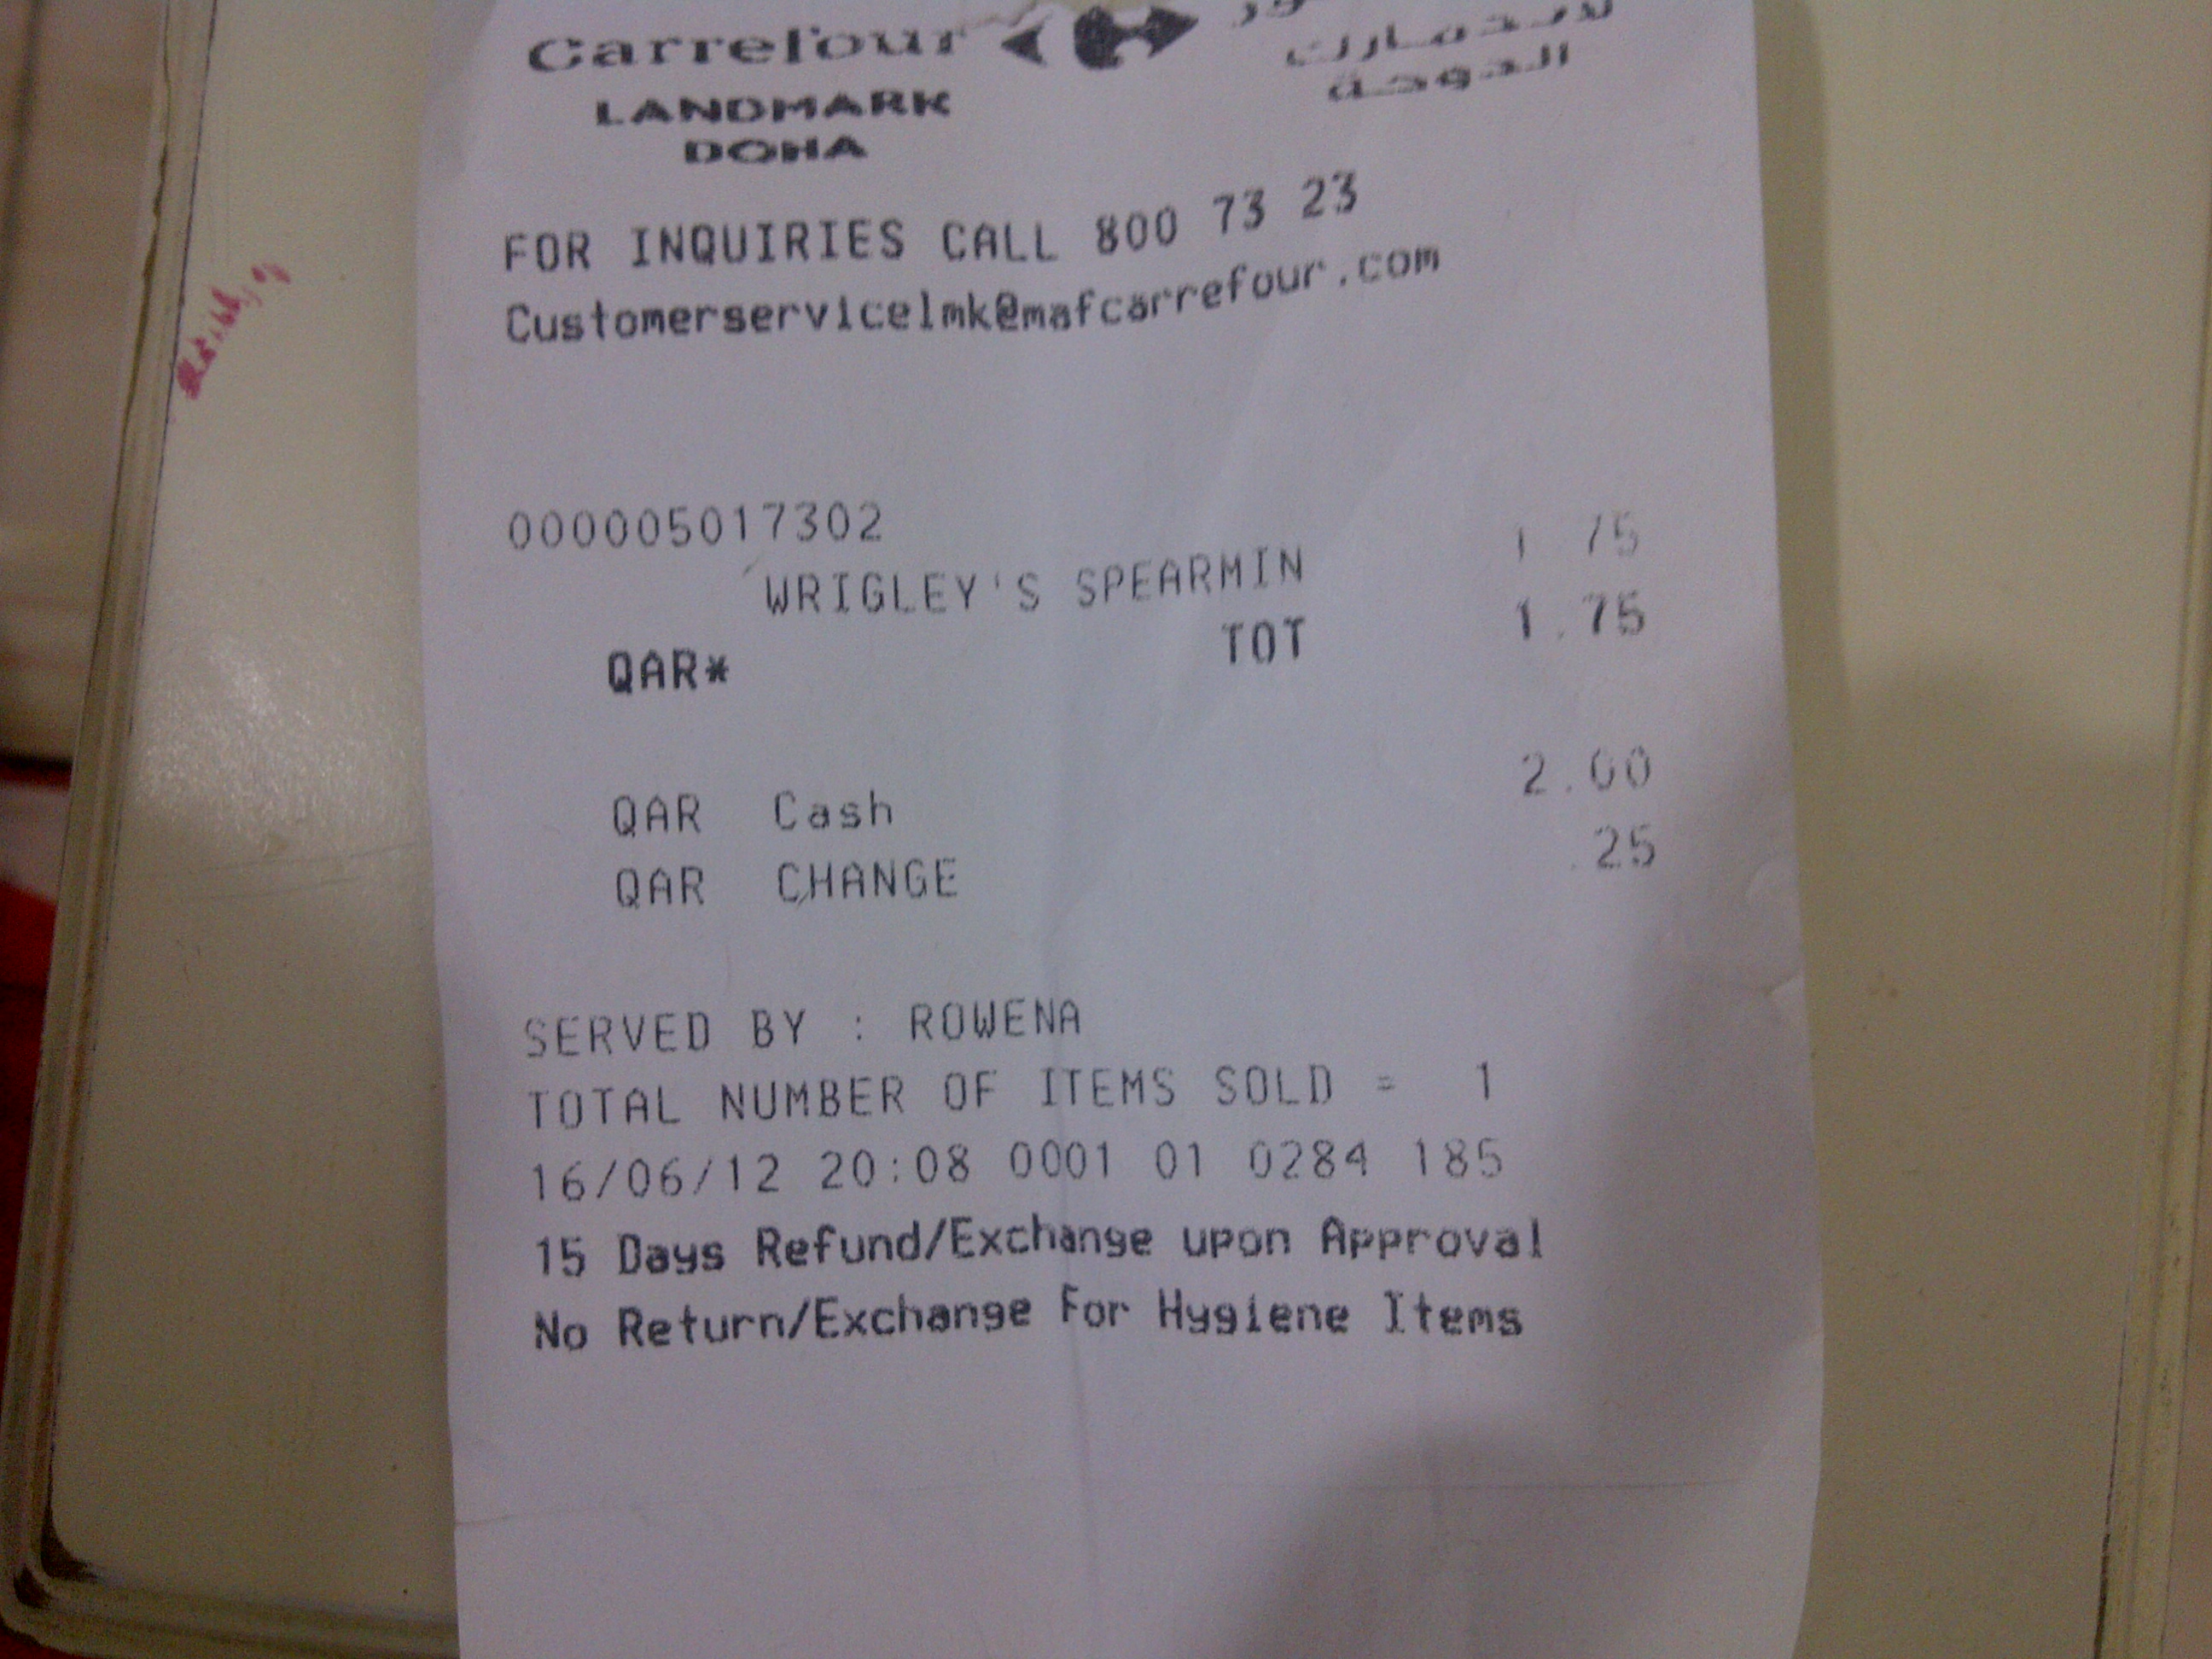 Carrefour
LANDMARK
DOHA
لاندمارك
الدوحة
FOR INQUIRIES CALL 800 73 23
Customerservicelmk@mafcarrefour.com
000005017302
WRIGLEY'S SPEARMIN 1 75
QAR* TOT 1.75
QAR Cash 2.00
QAR CHANGE .25
SERVED BY : ROWENA
TOTAL NUMBER OF ITEMS SOLD = 1
16/06/12 20:08 0001 01 0284 185
15 Days Refund/Exchange upon Approval
No Return/Exchange For Hygiene Items